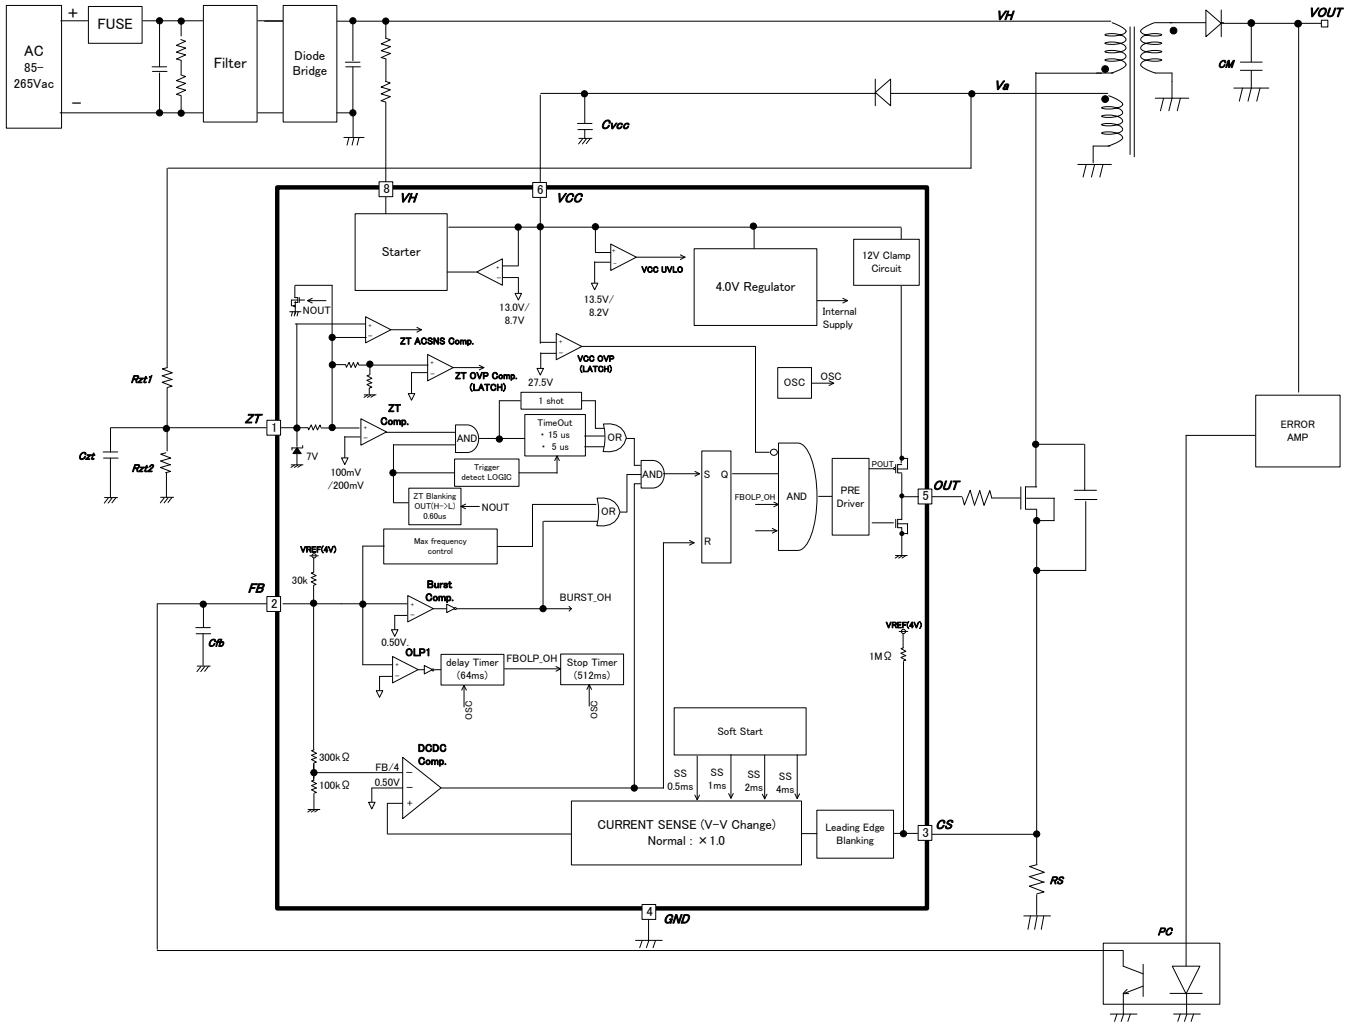 AC
85-
265Vac
+
-
FUSE
Filter
Diode
Bridge
VH
VOUT
CM
Va
Cvcc
8
VH
6
VCC
Starter
+
-
13.0V/
8.7V
+
-
VCC UVLO
13.5V/
8.2V
4.0V Regulator
Internal
Supply
12V Clamp
Circuit
NOUT
+
-
ZT ACSNS Comp.
+
-
ZT OVP Comp.
(LATCH)
+
-
VCC OVP
(LATCH)
27.5V
OSC
OSC
Rzt1
ZT
1
Czt
Rzt2
7V
ZT
Comp.
+
-
100mV
/200mV
AND
1 shot
TimeOut
・ 15 us
・ 5 us
OR
Trigger
detect LOGIC
ZT Blanking
OUT(H->L)
0.60us
NOUT
AND
OR
S
Q
R
FBOLP_OH
AND
PRE
Driver
POUT
OUT
5
ERROR
AMP
Max frequency
control
VREF(4V)
30k
FB
2
Cfb
Burst
Comp.
+
-
0.50V
BURST_OH
OLP1
+
-
delay Timer
(64ms)
FBOLP_OH
Stop Timer
(512ms)
OSC
OSC
VREF(4V)
1MΩ
300kΩ
100kΩ
DCDC
Comp.
FB/4
0.50V
-
-
+
Soft Start
SS
0.5ms
SS
1ms
SS
2ms
SS
4ms
CURRENT SENSE (V-V Change)
Normal : ×1.0
Leading Edge
Blanking
3
CS
RS
4
GND
PC